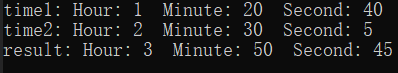 time1: Hour: 1  Minute: 20  Second: 40
time2: Hour: 2  Minute: 30  Second: 5
result: Hour: 3  Minute: 50  Second: 45